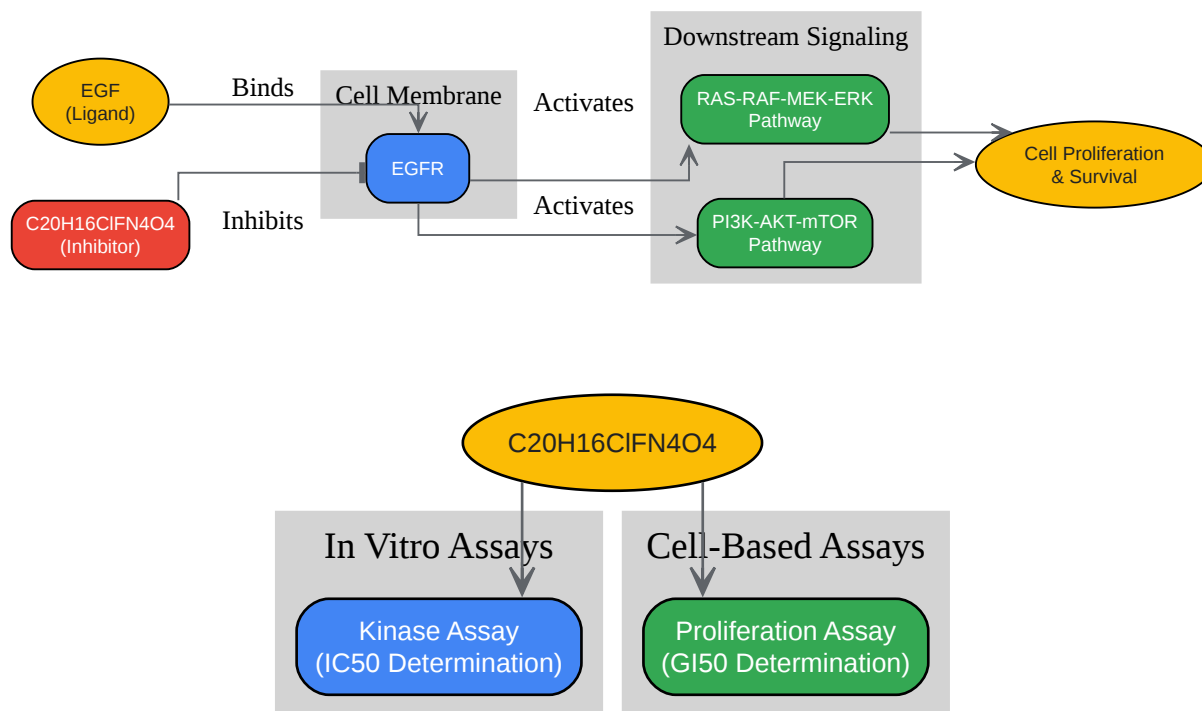 Downstream Signaling
EGF
(Ligand)
Binds
Cell Membrane
Activates
RAS-RAF-MEK-ERK
Pathway
EGFR
Cell Proliferation
& Survival
C20H16ClFN4O4
(Inhibitor)
Inhibits
Activates
PI3K-AKT-mTOR
Pathway
C20H16ClFN4O4
In Vitro Assays
Kinase Assay
(IC50 Determination)
Cell-Based Assays
Proliferation Assay
(GI50 Determination)